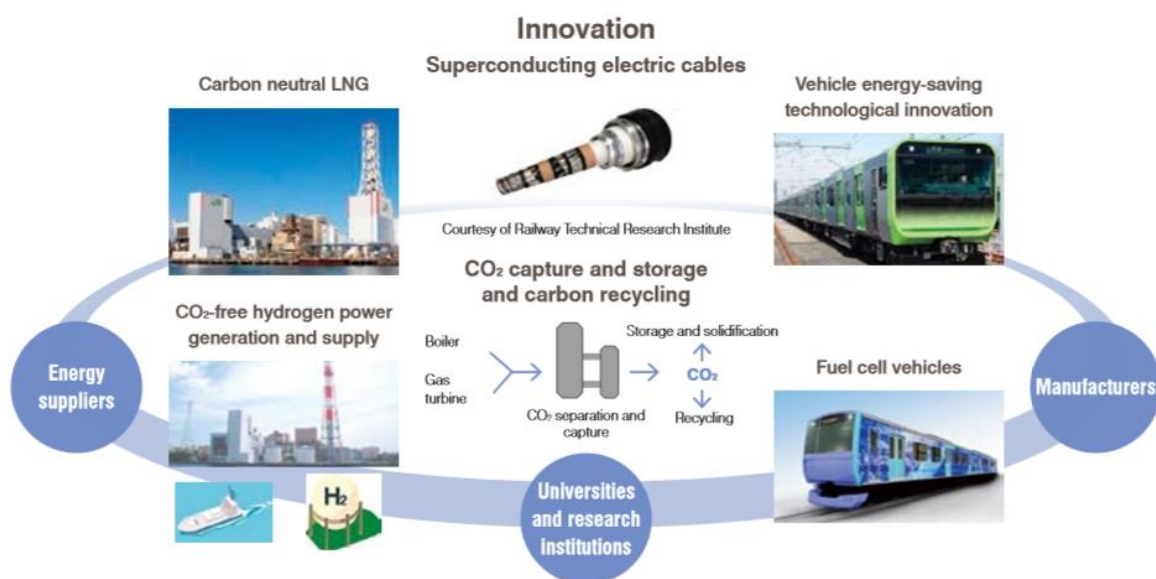 Innovation
Superconducting electric cables
Carbon neutral LNG
Vehicle energy-saving
technological innovation
Courtesy of Railway Technical Research Institute
CO₂ capture and storage
and carbon recycling
CO₂-free hydrogen power
generation and supply
Boiler
Gas
turbine
CO₂ separation and
capture
Storage and solidification
CO₂
Recycling
Fuel cell vehicles
Energy
suppliers
Manufacturers
H₂
Universities
and research
institutions